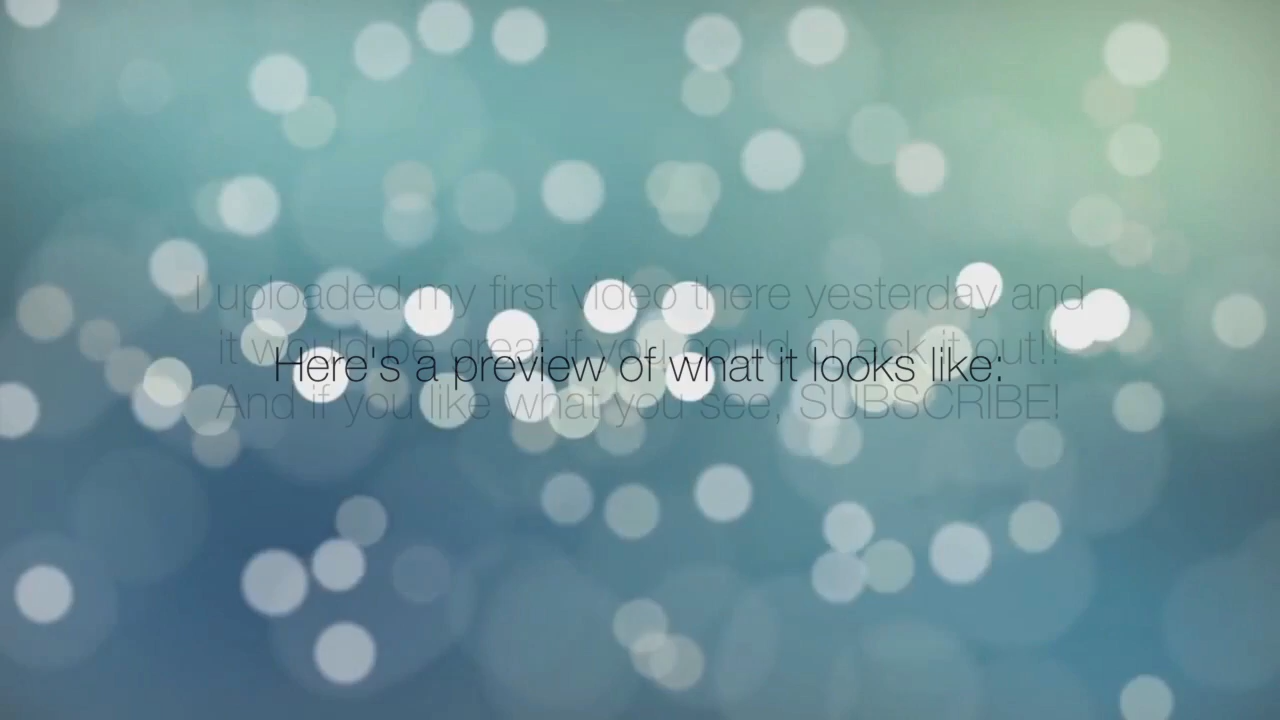 I uploaded my first video there yesterday and
it would be great if you could check it out!!
Here's a preview of what it looks like:
And if you like what you see, SUBSCRIBE!